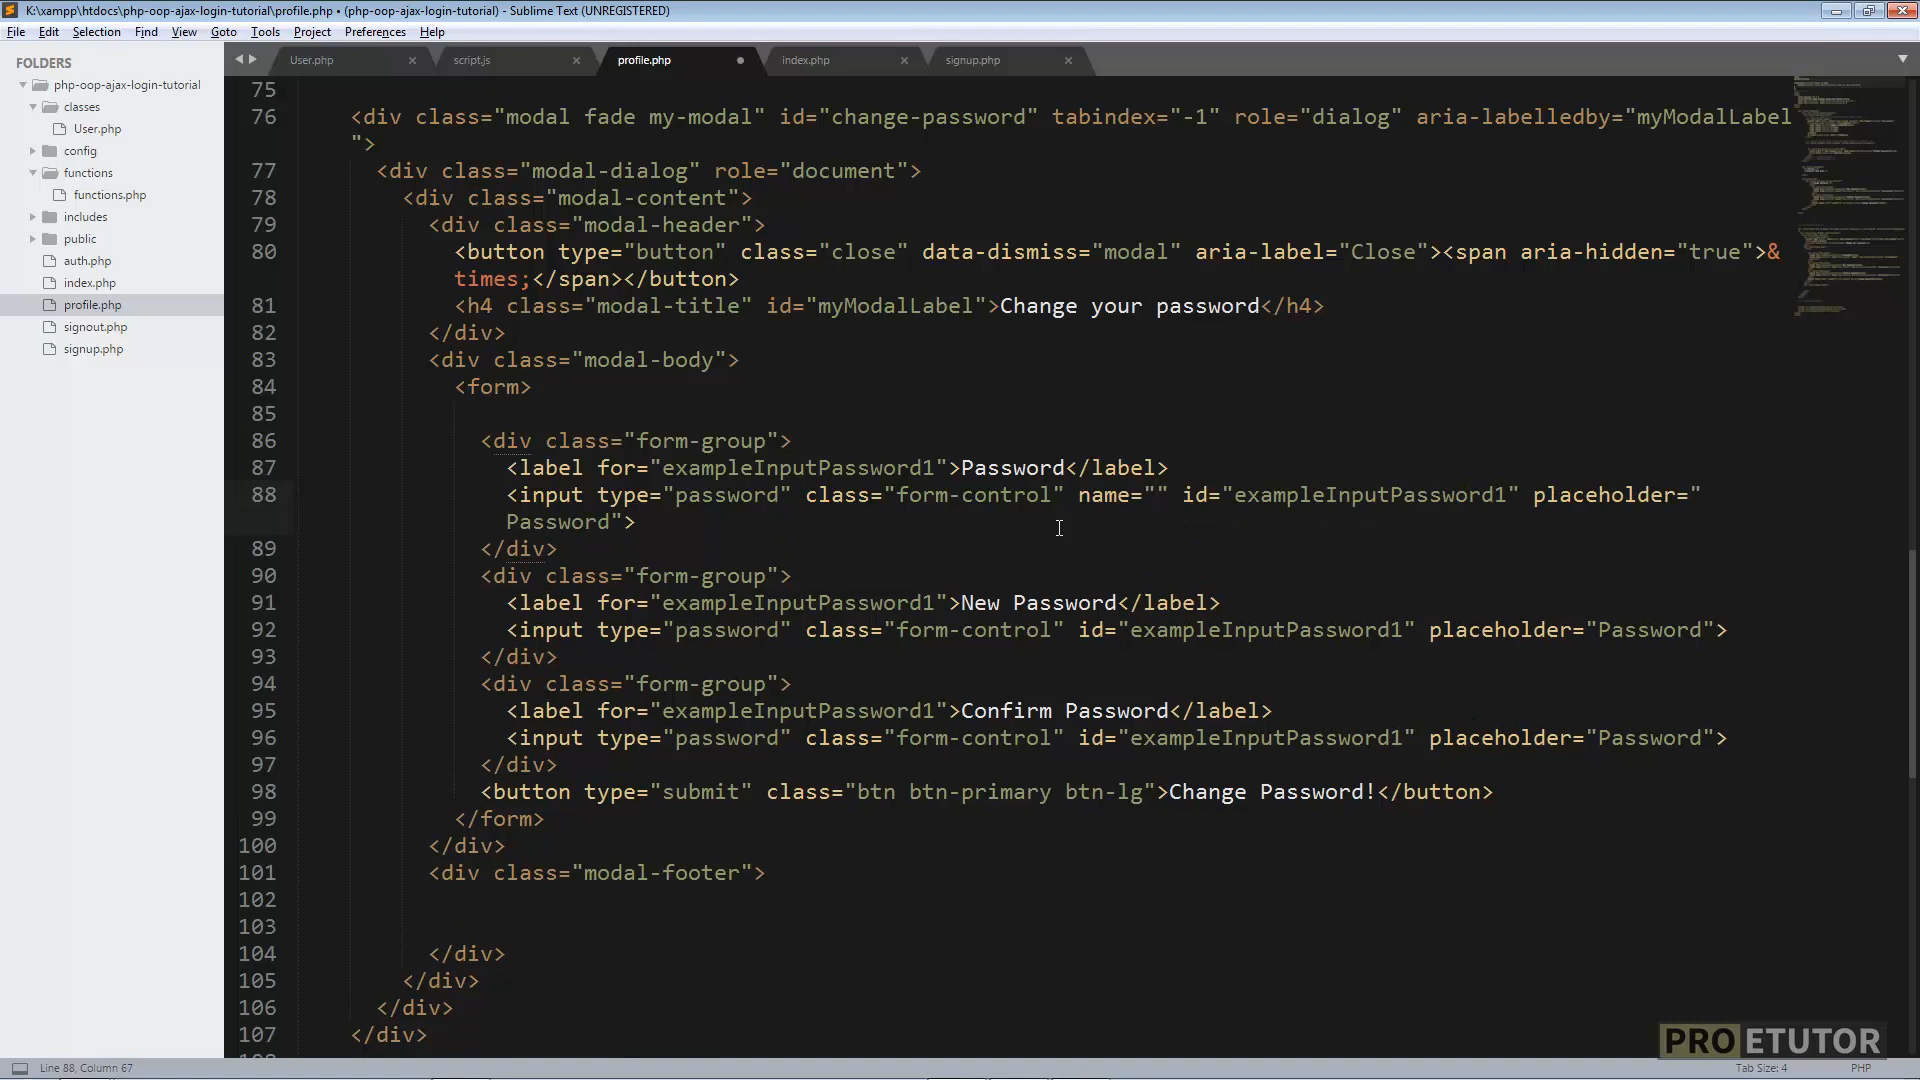 K:\xampp\htdocs\php-oop-ajax-login-tutorial\profile.php • (php-oop-ajax-login-tutorial) - Sublime Text (UNREGISTERED)
File Edit Selection Find View Goto Tools Project Preferences Help
FOLDERS
php-oop-ajax-login-tutorial
classes
User.php
config
functions
functions.php
includes
public
auth.php
index.php
profile.php
signout.php
signup.php
User.php script.js profile.php index.php signup.php
75
76 <div class="modal fade my-modal" id="change-password" tabindex="-1" role="dialog" aria-labelledby="myModalLabel
">
77 <div class="modal-dialog" role="document">
78 <div class="modal-content">
79 <div class="modal-header">
80 <button type="button" class="close" data-dismiss="modal" aria-label="Close"><span aria-hidden="true">&
times;</span></button>
81 <h4 class="modal-title" id="myModalLabel">Change your password</h4>
82 </div>
83 <div class="modal-body">
84 <form>
85
86 <div class="form-group">
87 <label for="exampleInputPassword1">Password</label>
88 <input type="password" class="form-control" name="" id="exampleInputPassword1" placeholder="
Password">
89 </div>
90 <div class="form-group">
91 <label for="exampleInputPassword1">New Password</label>
92 <input type="password" class="form-control" id="exampleInputPassword1" placeholder="Password">
93 </div>
94 <div class="form-group">
95 <label for="exampleInputPassword1">Confirm Password</label>
96 <input type="password" class="form-control" id="exampleInputPassword1" placeholder="Password">
97 </div>
98 <button type="submit" class="btn btn-primary btn-lg">Change Password!</button>
99 </form>
100 </div>
101 <div class="modal-footer">
102
103
104 </div>
105 </div>
106 </div>
107 </div>
PROETUTOR
Line 88, Column 67
Tab Size: 4
PHP